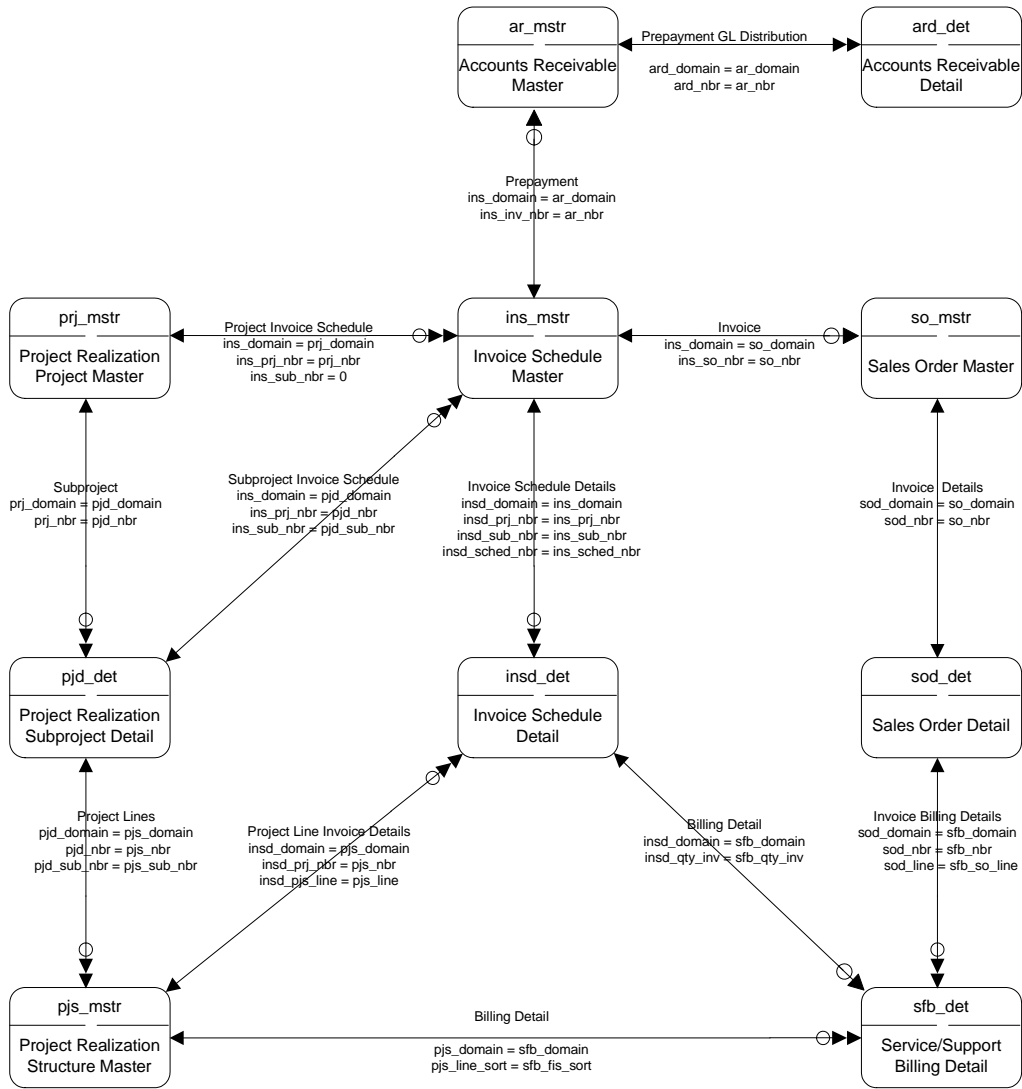 ar_mstr
Accounts Receivable
Master
Prepayment GL Distribution
ard_domain = ar_domain
ard_nbr = ar_nbr
ard_det
Accounts Receivable
Detail
Prepayment
ins_domain = ar_domain
ins_inv_nbr = ar_nbr
prj_mstr
Project Realization
Project Master
Project Invoice Schedule
ins_domain = prj_domain
ins_prj_nbr = prj_nbr
ins_sub_nbr = 0
ins_mstr
Invoice Schedule
Master
Invoice
ins_domain = so_domain
ins_so_nbr = so_nbr
so_mstr
Sales Order Master
Subproject
prj_domain = pjd_domain
prj_nbr = pjd_nbr
Subproject Invoice Schedule
ins_domain = pjd_domain
ins_prj_nbr = pjd_nbr
ins_sub_nbr = pjd_sub_nbr
Invoice Schedule Details
insd_domain = ins_domain
insd_prj_nbr = ins_prj_nbr
insd_sub_nbr = ins_sub_nbr
insd_sched_nbr = ins_sched_nbr
Invoice Details
sod_domain = so_domain
sod_nbr = so_nbr
pjd_det
Project Realization
Subproject Detail
insd_det
Invoice Schedule
Detail
sod_det
Sales Order Detail
Project Lines
pjd_domain = pjs_domain
pjd_nbr = pjs_nbr
pjd_sub_nbr = pjs_sub_nbr
Project Line Invoice Details
insd_domain = pjs_domain
insd_prj_nbr = pjs_nbr
insd_pjs_line = pjs_line
Billing Detail
insd_domain = sfb_domain
insd_qty_inv = sfb_qty_inv
Invoice Billing Details
sod_domain = sfb_domain
sod_nbr = sfb_nbr
sod_line = sfb_so_line
pjs_mstr
Project Realization
Structure Master
Billing Detail
pjs_domain = sfb_domain
pjs_line_sort = sfb_fis_sort
sfb_det
Service/Support
Billing Detail